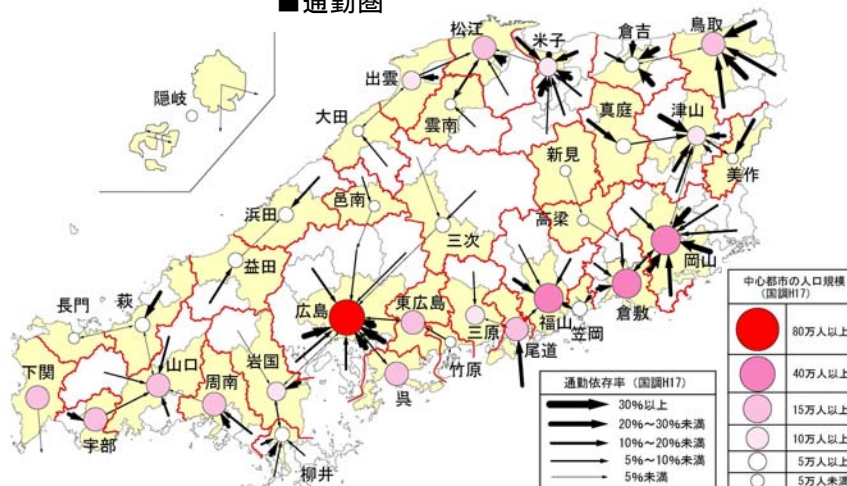 ■通勤圏
松江
米子
倉吉
鳥取
出雲
隠岐
大田
雲南
真庭
津山
新見
美作
浜田
邑南
高梁
三次
益田
岡山
広島
東広島
福山
倉敷
笠岡
三原
尾道
長門
萩
竹原
下関
山口
周南
岩国
呉
宇部
柳井
中心都市の人口規模
(国調H17)
80万人以上
40万人以上
15万人以上
10万人以上
5万人以上
5万人未満
通勤依存率(国調H17)
30%以上
20%~30%未満
10%~20%未満
5%~10%未満
5%未満